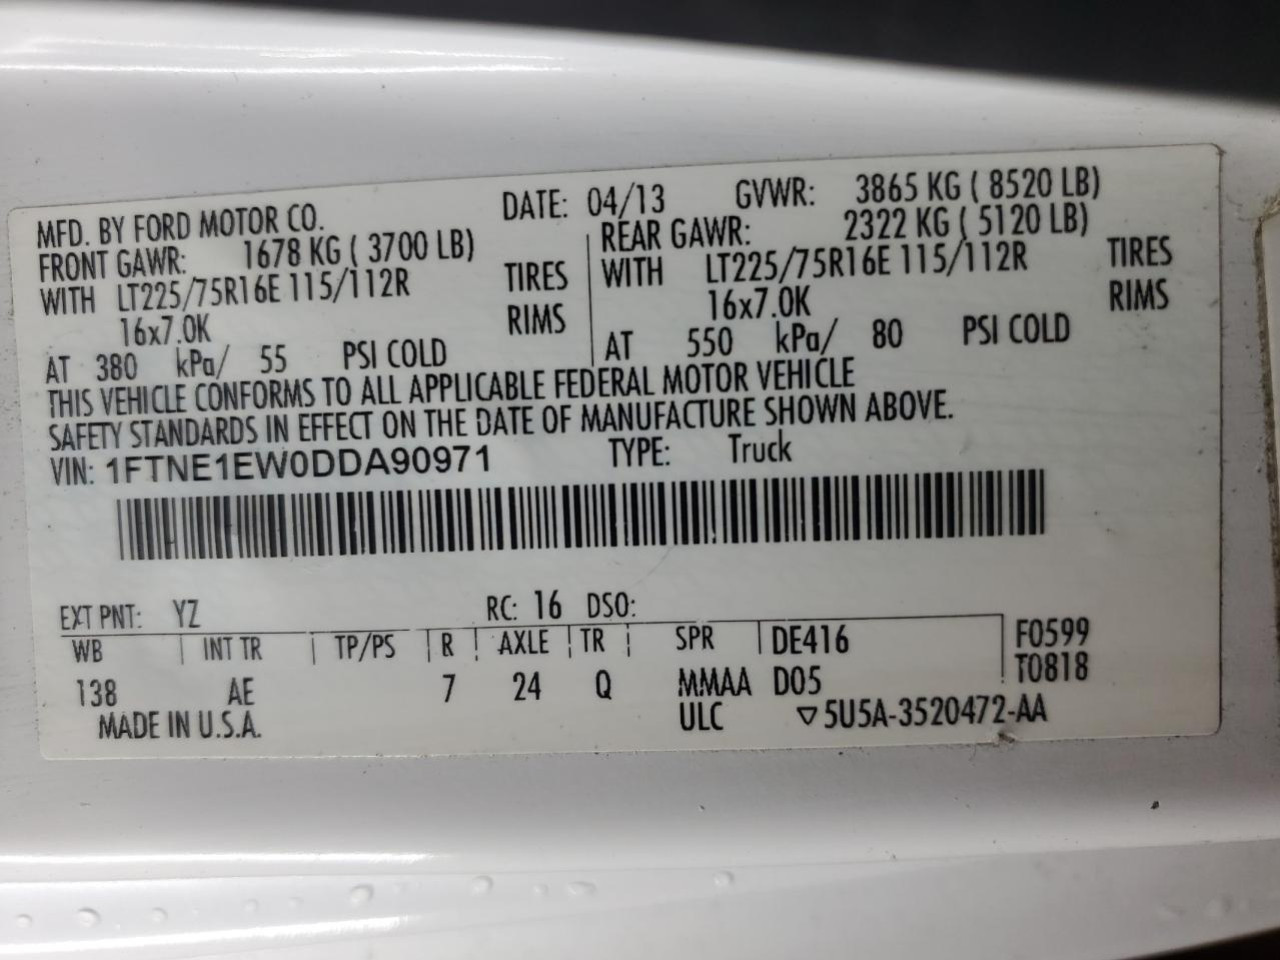 MFD. BY FORD MOTOR CO. DATE: 04/13 GVWR: 3865 KG ( 8520 LB)
FRONT GAWR: 1678 KG ( 3700 LB) REAR GAWR: 2322 KG ( 5120 LB)
WITH LT225/75R16E 115/112R TIRES WITH LT225/75R16E 115/112R TIRES
16x7.0K RIMS 16x7.0K RIMS
AT 380 kPa/ 55 PSI COLD AT 550 kPa/ 80 PSI COLD
THIS VEHICLE CONFORMS TO ALL APPLICABLE FEDERAL MOTOR VEHICLE
SAFETY STANDARDS IN EFFECT ON THE DATE OF MANUFACTURE SHOWN ABOVE.
VIN: 1FTNE1EW0DDA90971 TYPE: Truck
EXT PNT: YZ RC: 16 DSO:
WB INT TR TP/PS R AXLE TR SPR DE416 F0599
138 AE 7 24 Q MMAA D05 T0818
MADE IN U.S.A. ULC ▽5U5A-3520472-AA